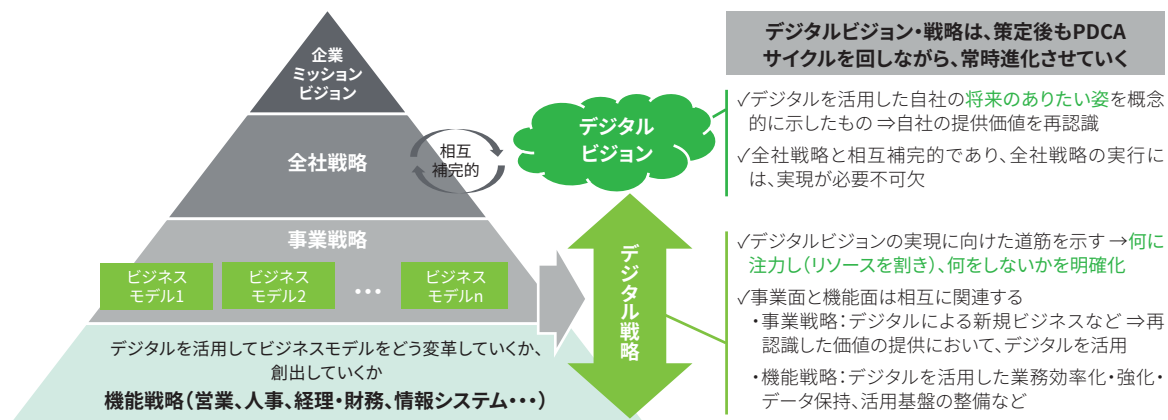 企業
ミッション
ビジョン
全社戦略
相互
補完的
事業戦略
ビジネス
モデル1
ビジネス
モデル2
•••
ビジネス
モデルn
デジタルを活用してビジネスモデルをどう変革していくか、
創出していくか
機能戦略（営業、人事、経理・財務、情報システム・・・）
デジタル
ビジョン
デジタル戦略
デジタルビジョン・戦略は、策定後もPDCA
サイクルを回しながら、常時進化させていく
✓デジタルを活用した自社の将来のありたい姿を概念
的に示したもの ⇒自社の提供価値を再認識
✓全社戦略と相互補完的であり、全社戦略の実行に
は、実現が必要不可欠
✓デジタルビジョンの実現に向けた道筋を示す →何に
注力し（リソースを割き）、何をしないかを明確化
✓事業面と機能面は相互に関連する
・事業戦略：デジタルによる新規ビジネスなど ⇒再
認識した価値の提供において、デジタルを活用
・機能戦略：デジタルを活用した業務効率化・強化・
データ保持、活用基盤の整備など